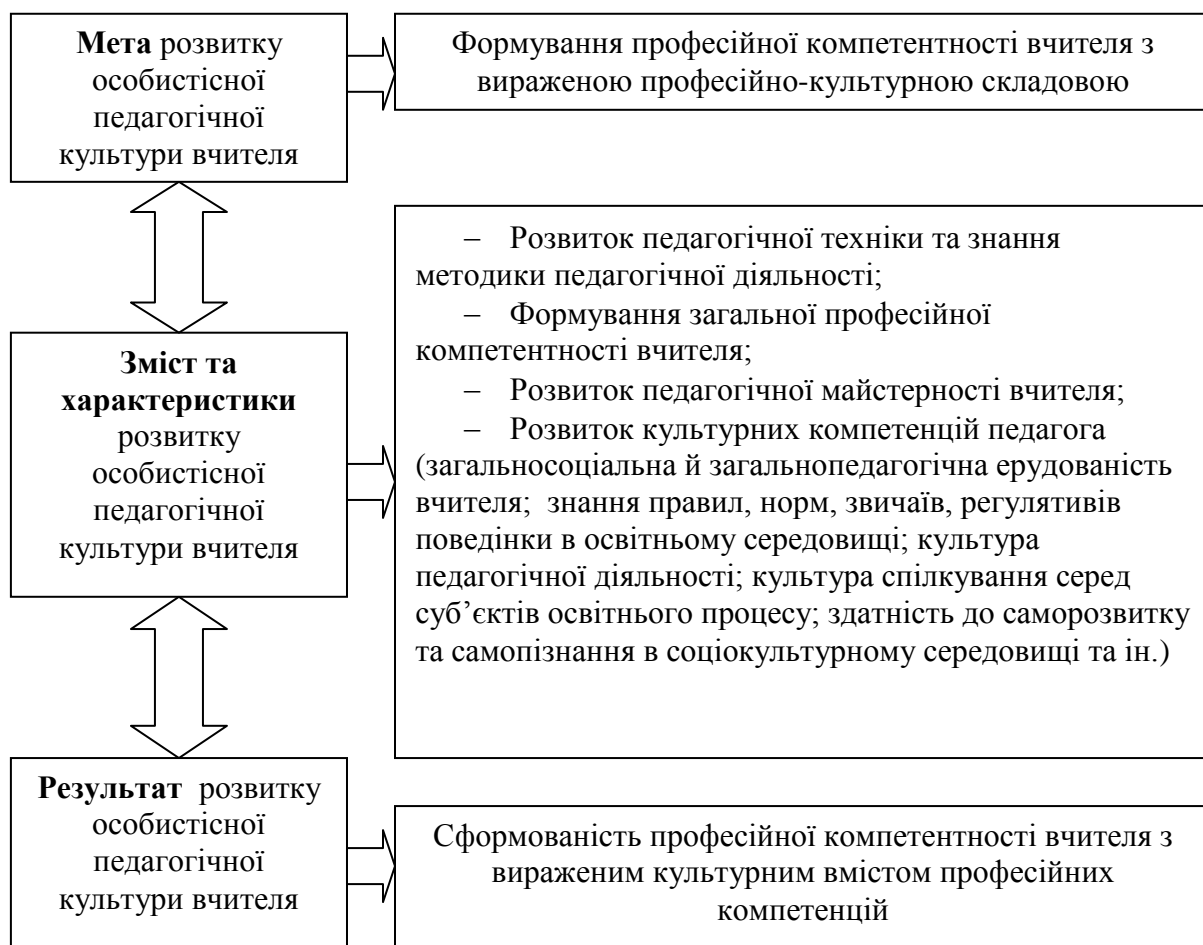 Мета розвитку
особистісної
педагогічної
культури вчителя
Формування професійної компетентності вчителя з
вираженою професійно-культурною складовою
Зміст та
характеристики
розвитку
особистісної
педагогічної
культури вчителя
– Розвиток педагогічної техніки та знання
методики педагогічної діяльності;
– Формування загальної професійної
компетентності вчителя;
– Розвиток педагогічної майстерності вчителя;
– Розвиток культурних компетенцій педагога
(загальносоціальна й загальнопедагогічна ерудованість
вчителя; знання правил, норм, звичаїв, регулятивів
поведінки в освітньому середовищі; культура
педагогічної діяльності; культура спілкування серед
суб’єктів освітнього процесу; здатність до саморозвитку
та самопізнання в соціокультурному середовищі та ін.)
Результат розвитку
особистісної
педагогічної
культури вчителя
Сформованість професійної компетентності вчителя з
вираженим культурним вмістом професійних
компетенцій